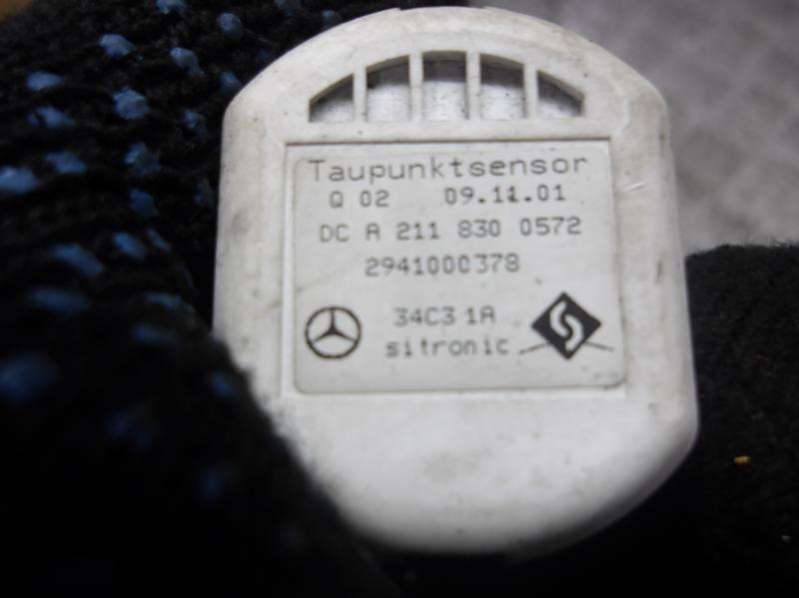 Taupunktsensor
Q 02 09.11.01
DC A 211 830 0572
2941000378
34C3 1A
sitronic